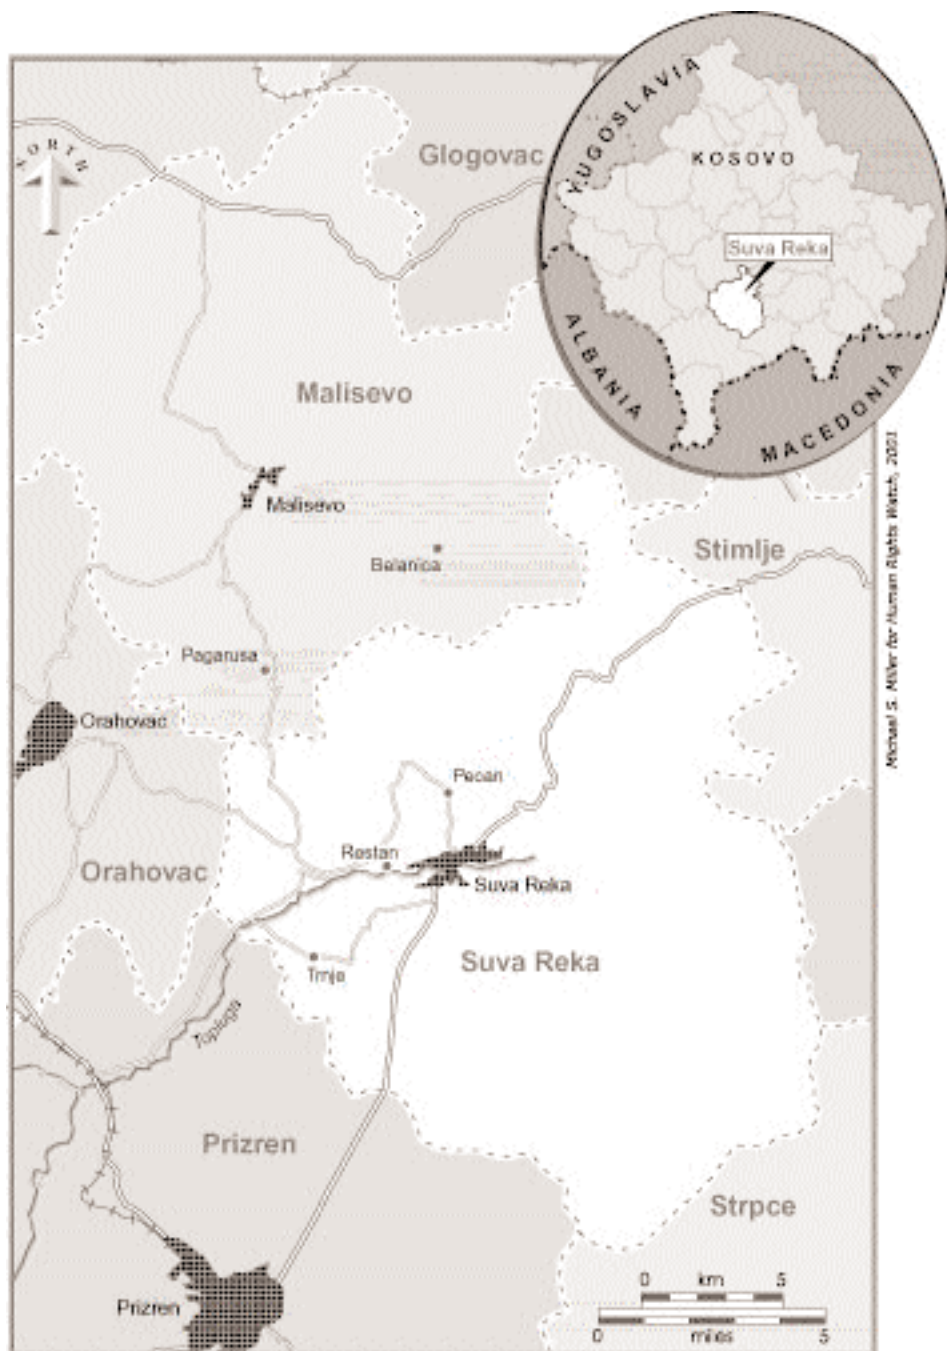 NORTH
Glogovac
YUGOSLAVIA
KOSOVO
Suva Reka
ALBANIA
MACEDONIA
Malisevo
Malisevo
Belanica
Stimlje
Michael S. Miller for Human Rights Watch, 2001
Pagarusa
Orahovac
Pecan
Restan
Orahovac
Suva Reka
Suva Reka
Trnje
Topluga
Prizren
Strpce
Prizren
0 km 5
0 miles 5